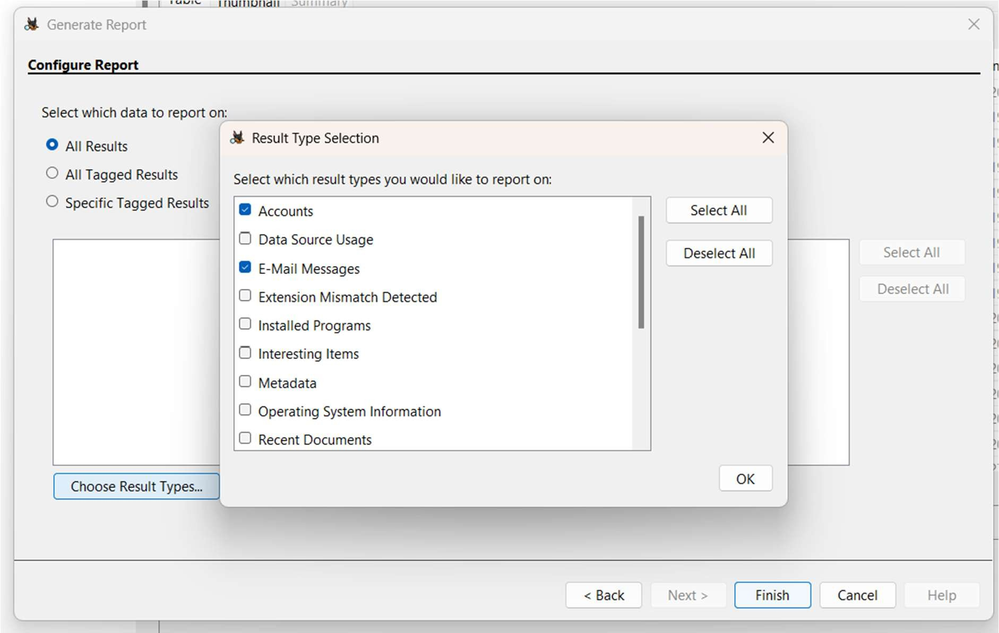 Table Thumbnail Summary
Generate Report
Configure Report
Select which data to report on:
All Results
All Tagged Results
Specific Tagged Results
Select All
Deselect All
Choose Result Types...
Result Type Selection
Select which result types you would like to report on:
Accounts
Data Source Usage
E-Mail Messages
Extension Mismatch Detected
Installed Programs
Interesting Items
Metadata
Operating System Information
Recent Documents
Select All
Deselect All
OK
< Back Next > Finish Cancel Help